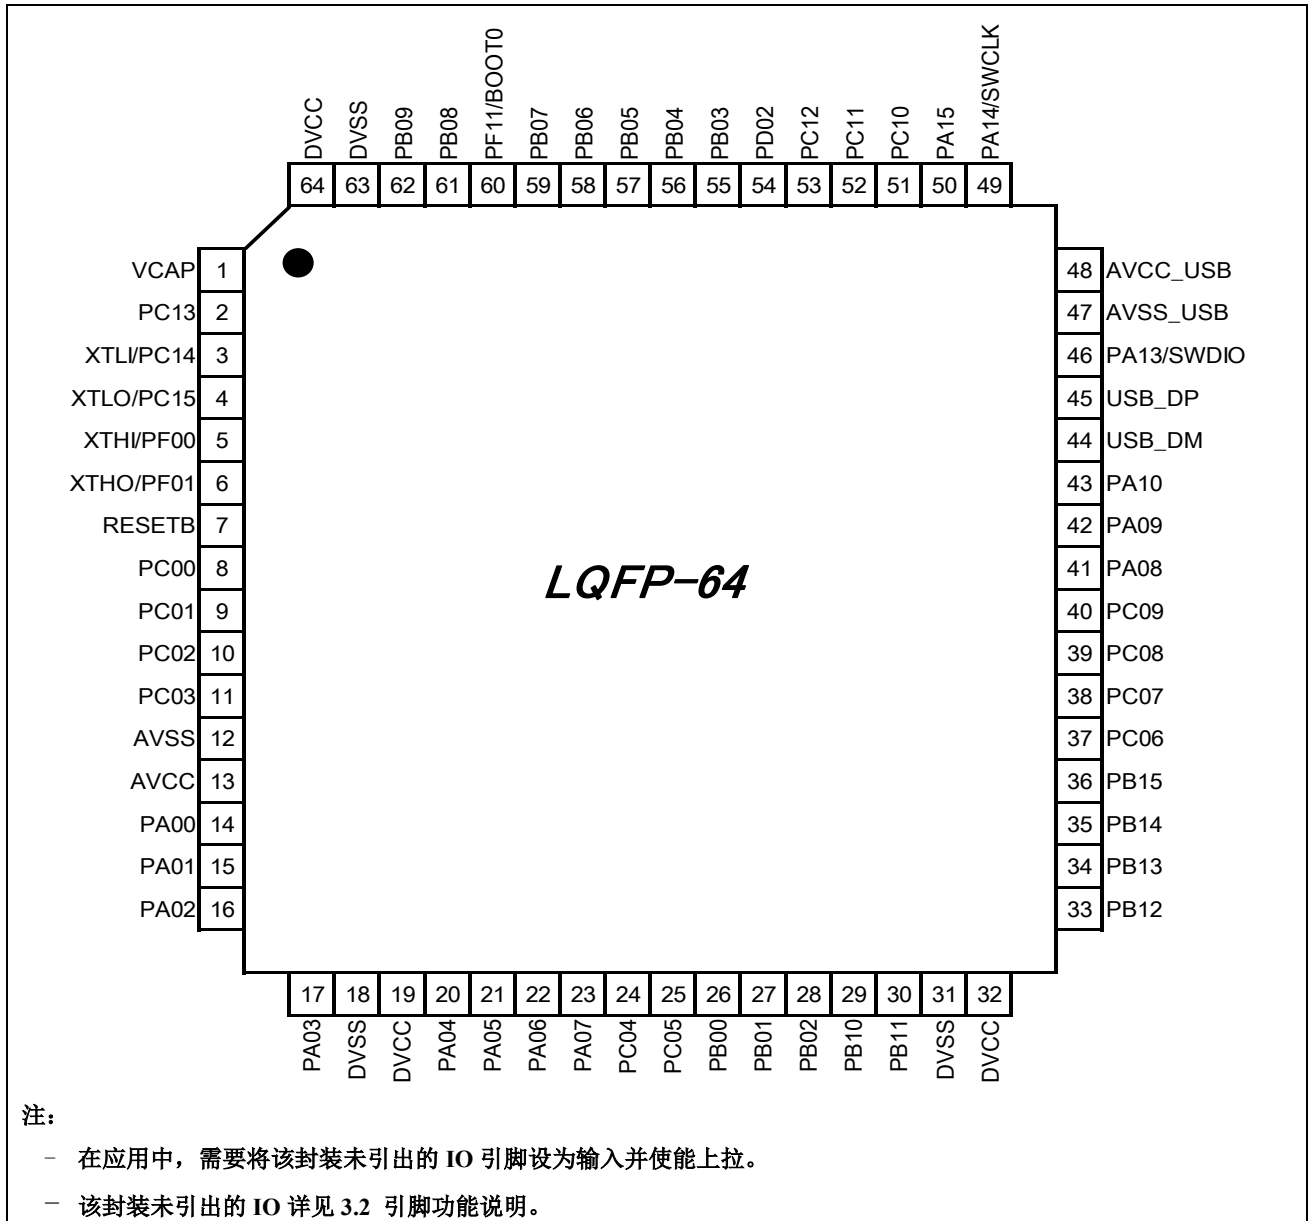 DVCC
DVSS
PB09
PB08
PF11/BOOT0
PB07
PB06
PB05
PB04
PB03
PD02
PC12
PC11
PC10
PA15
PA14/SWCLK
64 63 62 61 60 59 58 57 56 55 54 53 52 51 50 49
VCAP 1
PC13 2
XTLI/PC14 3
XTLO/PC15 4
XTHI/PF00 5
XTHO/PF01 6
RESETB 7
PC00 8
PC01 9
PC02 10
PC03 11
AVSS 12
AVCC 13
PA00 14
PA01 15
PA02 16
LQFP-64
48 AVCC_USB
47 AVSS_USB
46 PA13/SWDIO
45 USB_DP
44 USB_DM
43 PA10
42 PA09
41 PA08
40 PC09
39 PC08
38 PC07
37 PC06
36 PB15
35 PB14
34 PB13
33 PB12
17 18 19 20 21 22 23 24 25 26 27 28 29 30 31 32
PA03
DVSS
DVCC
PA04
PA05
PA06
PA07
PC04
PC05
PB00
PB01
PB02
PB10
PB11
DVSS
DVCC
注：
－ 在应用中，需要将该封装未引出的 IO 引脚设为输入并使能上拉。
－ 该封装未引出的 IO 详见 3.2 引脚功能说明。